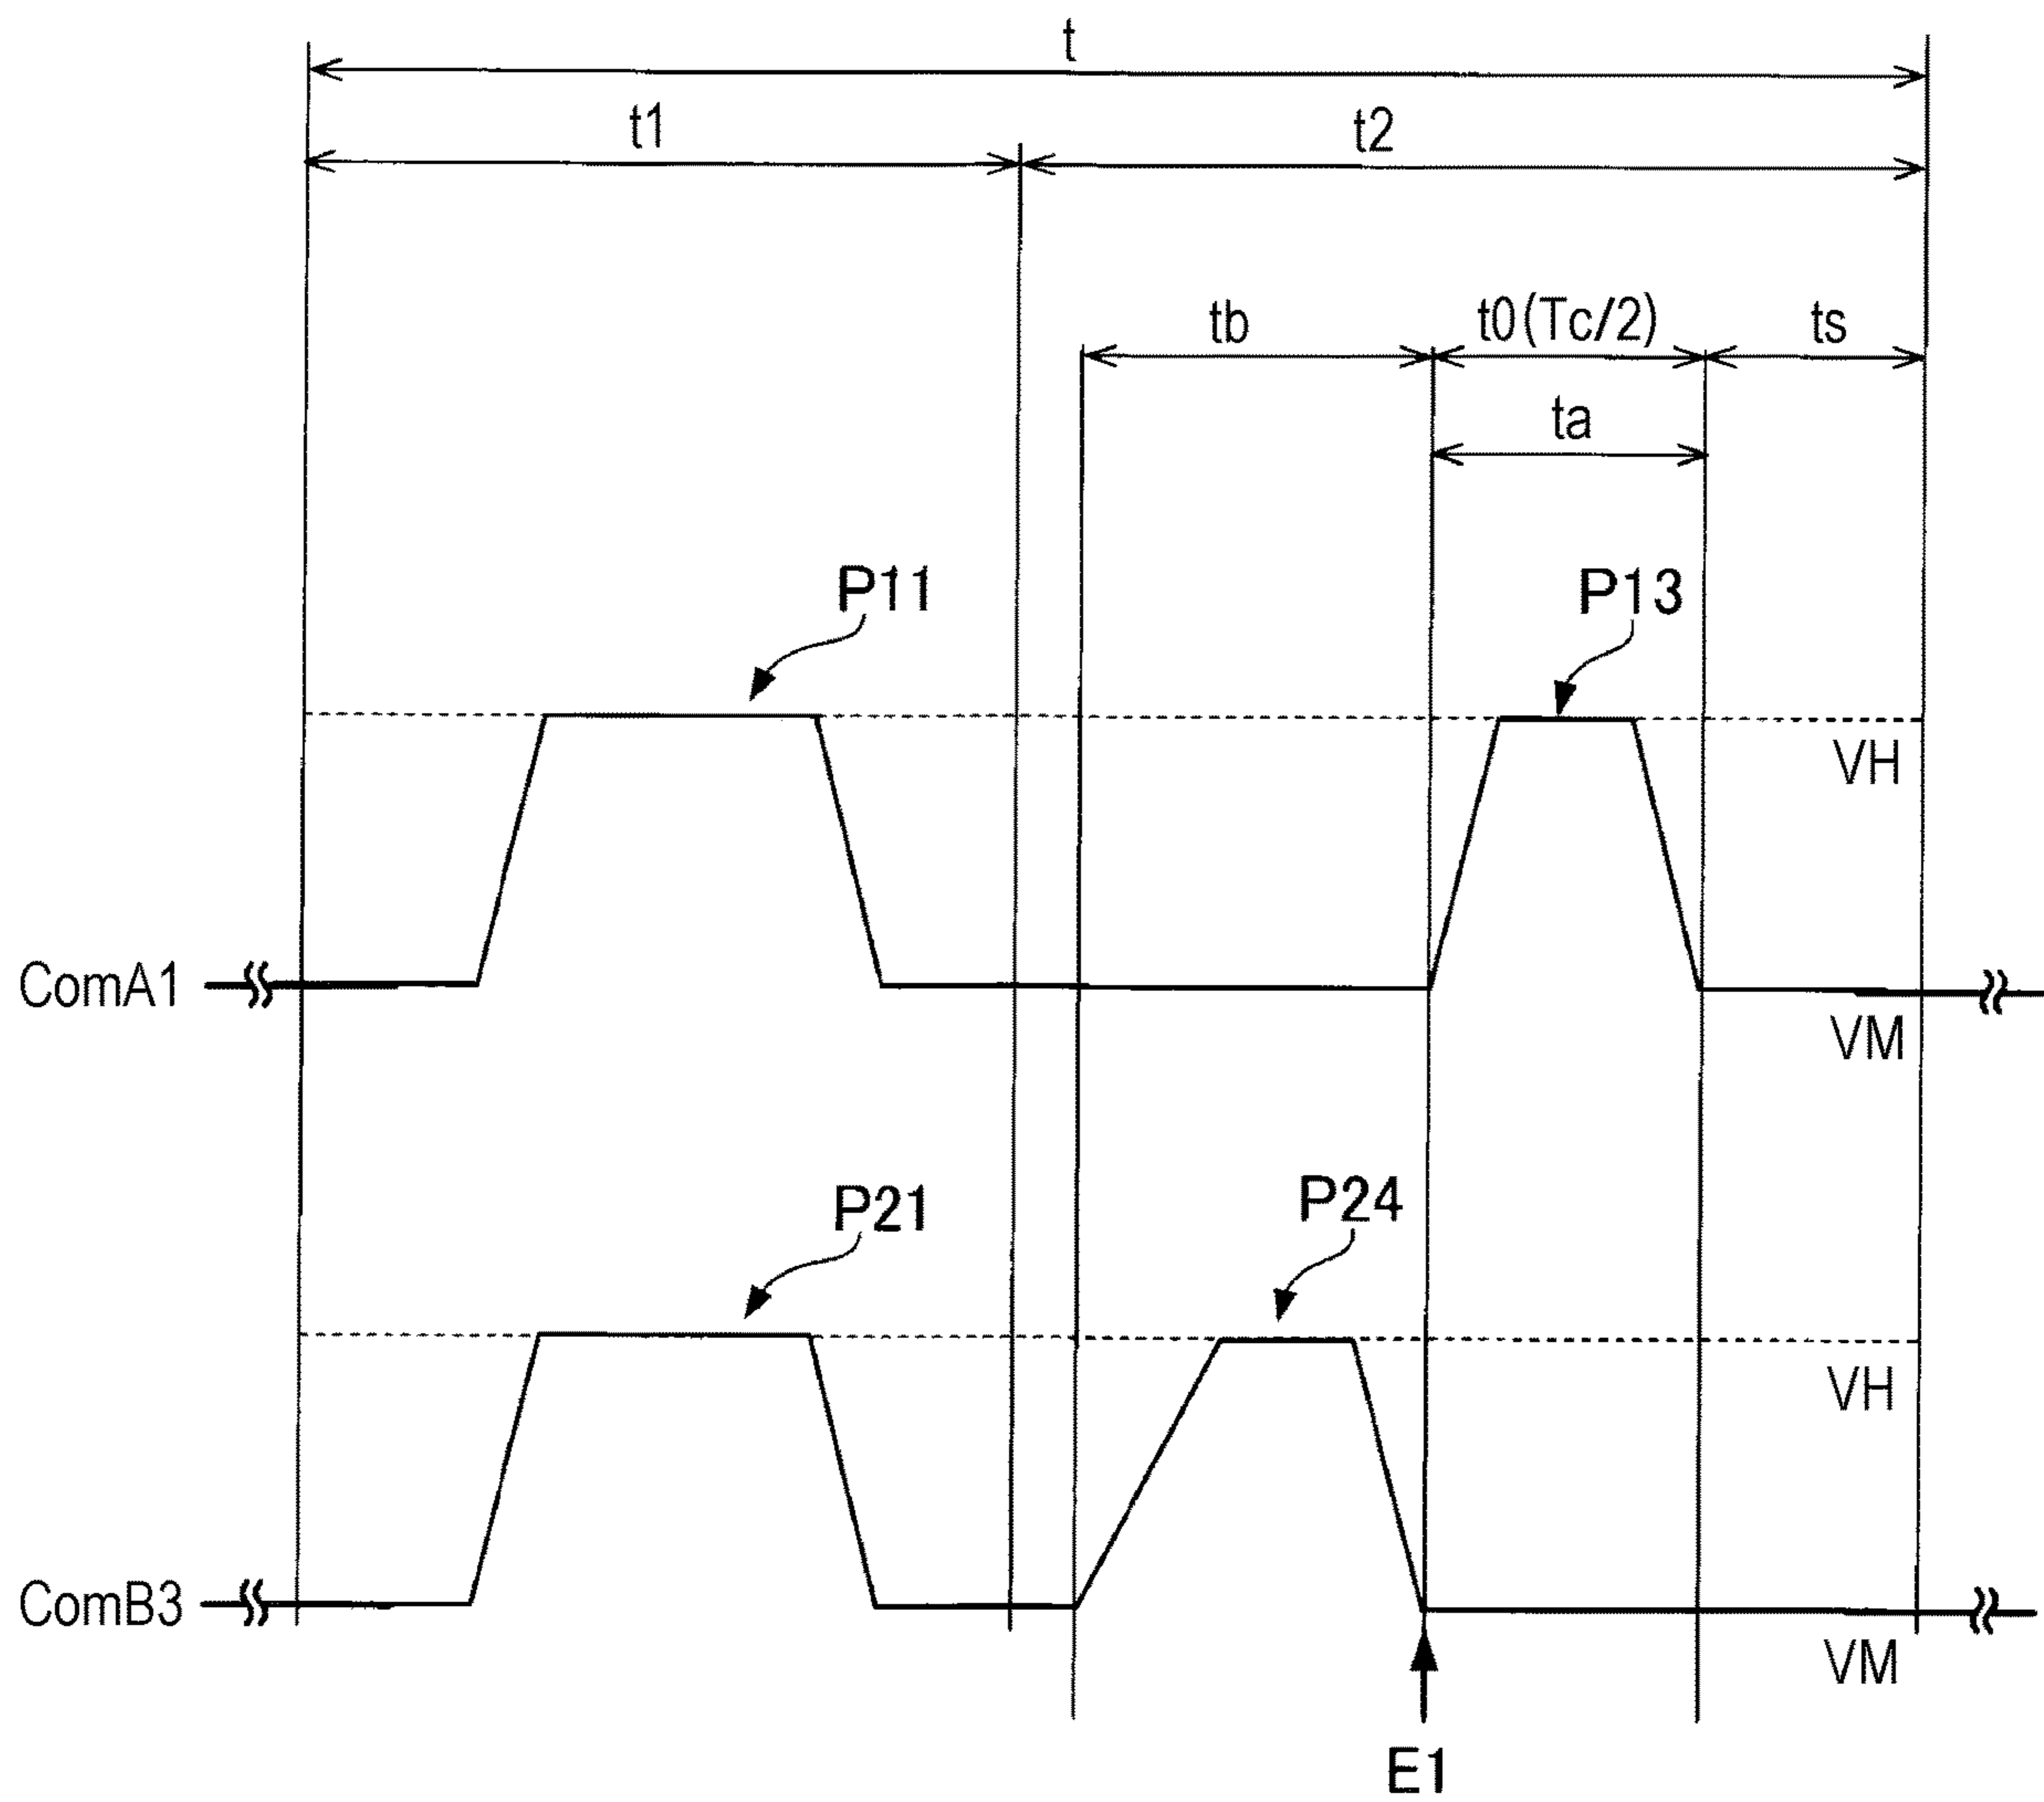 t
t1
t2
tb
t0(Tc/2)
ts
ta
P11
P13
VH
ComA1
VM
P21
P24
VH
ComB3
VM
E1